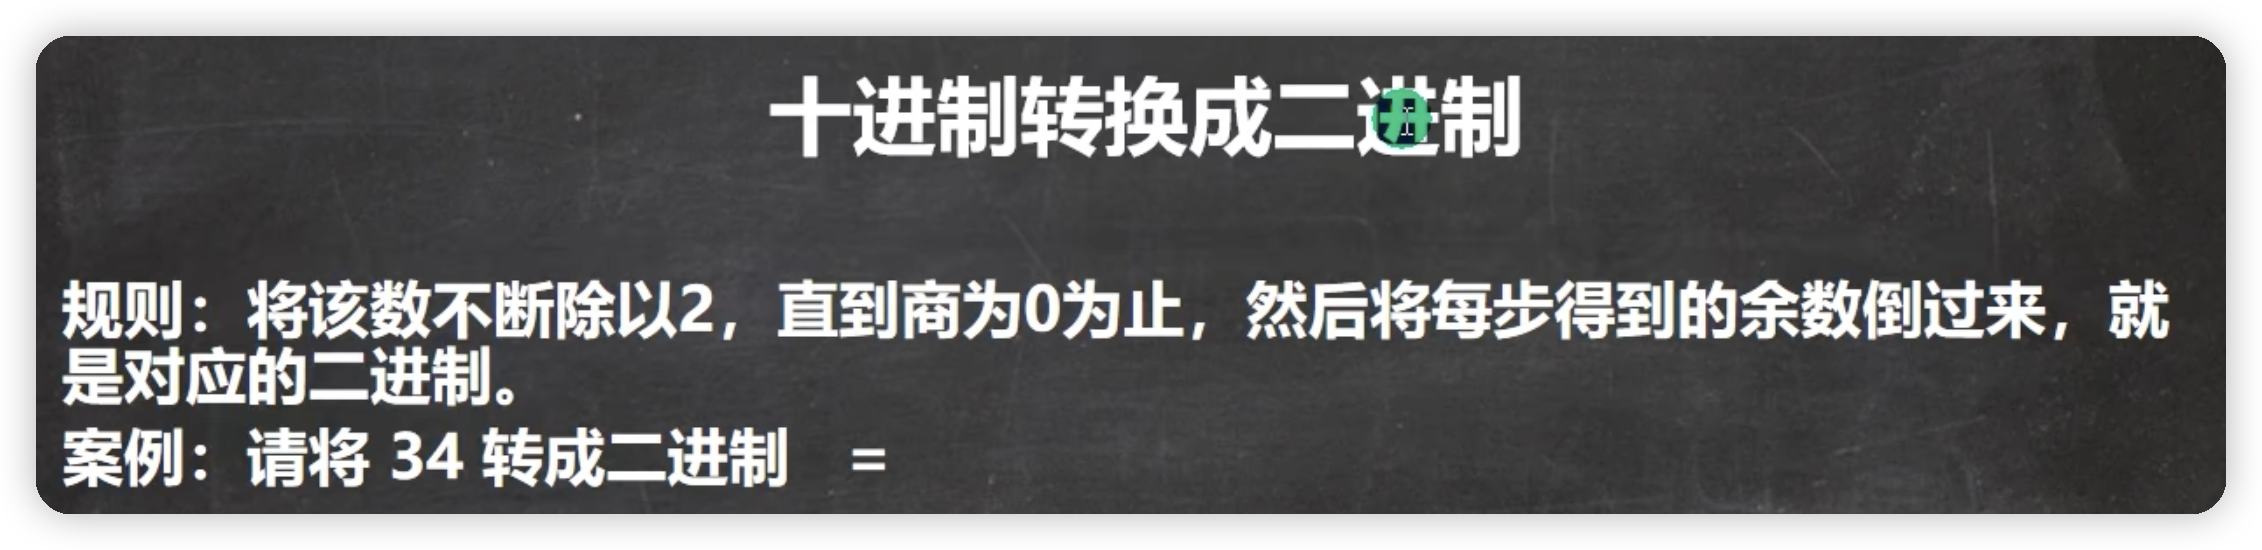 十进制转换成二进制
规则：将该数不断除以2，直到商为0为止，然后将每步得到的余数倒过来，就
是对应的二进制。
案例：请将 34 转成二进制 =